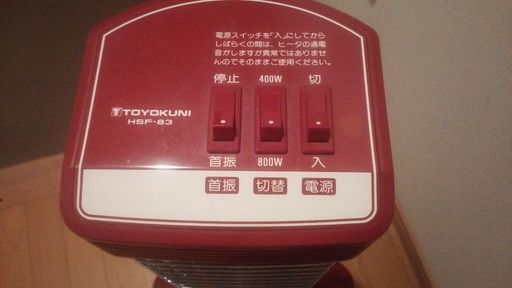 電源スイッチを「入」にしてから
しばらくの間は、ヒータの通電
音がしますが異常ではありませ
んのでそのままご使用ください。
停止 400W 切
TOYOKUNI
HSF-83
首振 800W 入
首振 切替 電源